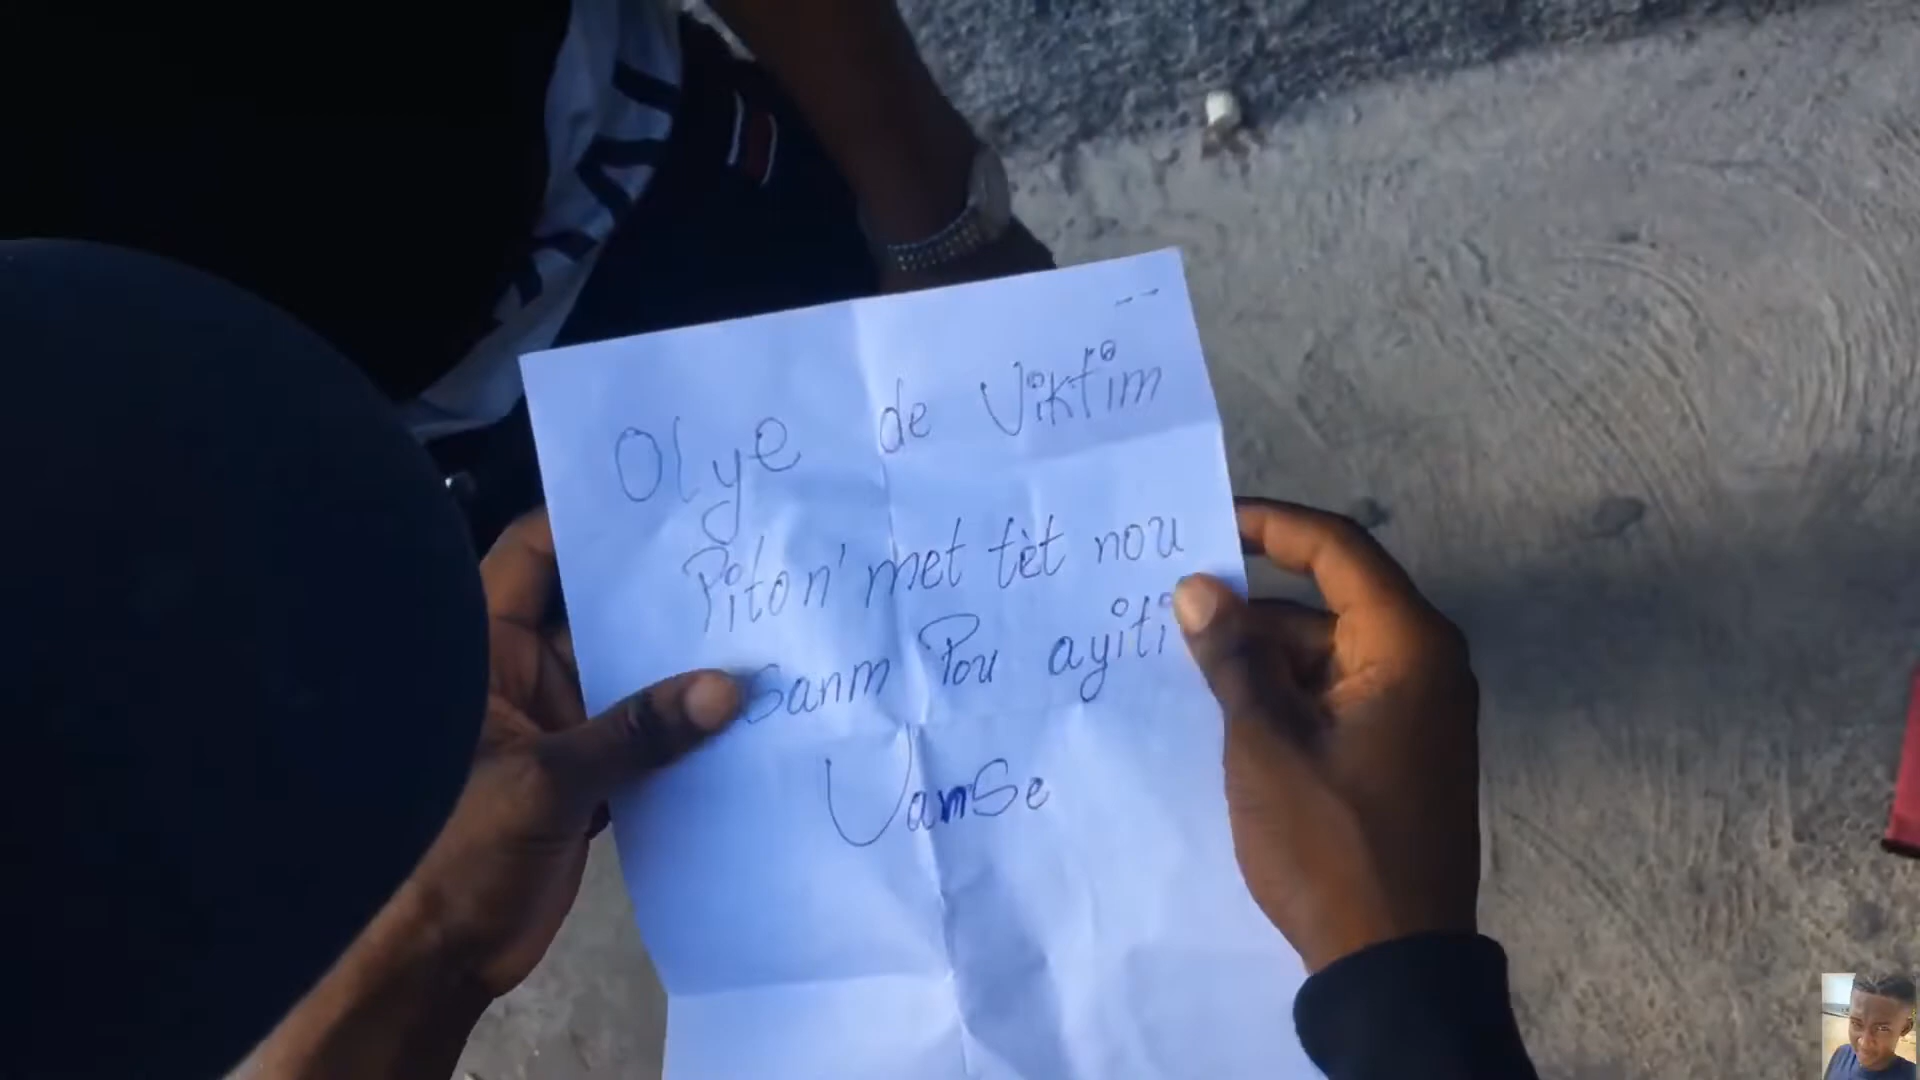 Olye de Viktim
Piton' met tèt nou
Sanm Pou ayiti
VanSe